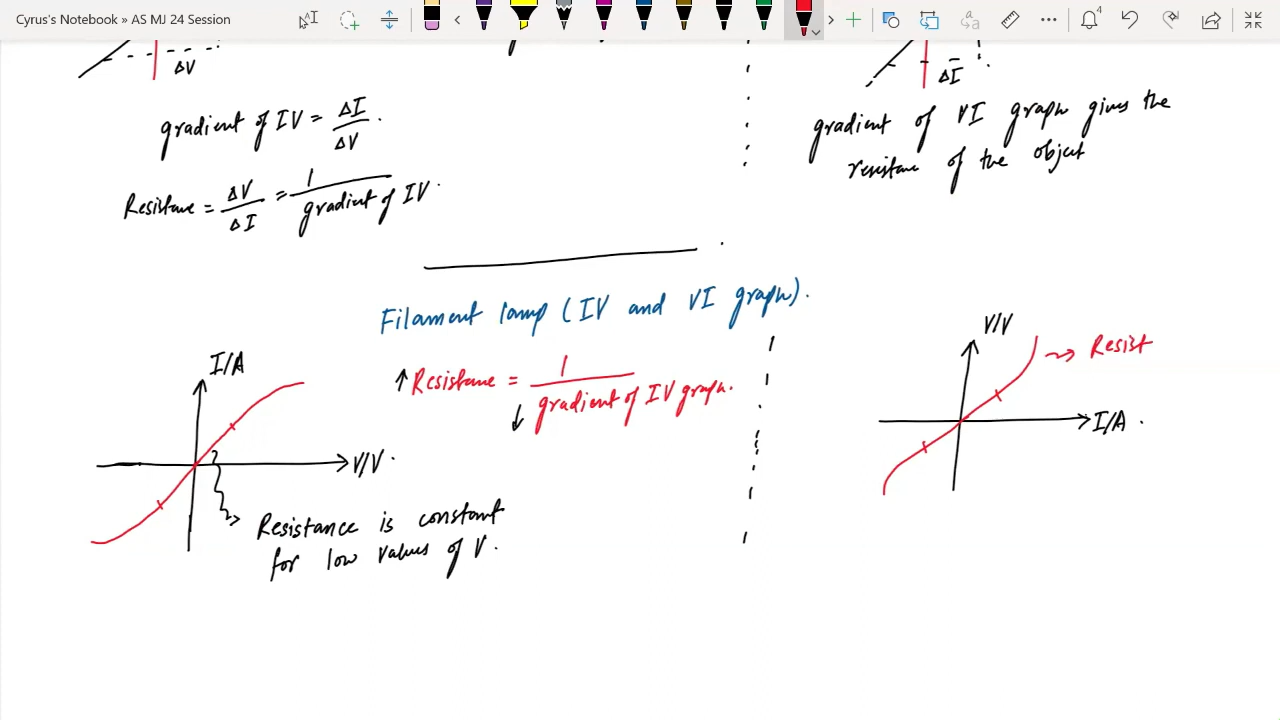 Cyrus's Notebook » AS MJ 24 Session
4
ΔV
ΔI
gradient of IV = ΔI/ΔV.
gradient of VI graph gives the
resistance of the object
Resistance = ΔV/ΔI = 1/gradient of IV.
Filament lamp (IV and VI graph).
I/A
↑ Resistance = 1/↓ gradient of IV graph.
V/V.
Resistance is constant
for low values of V.
V/V
Resist
I/A.